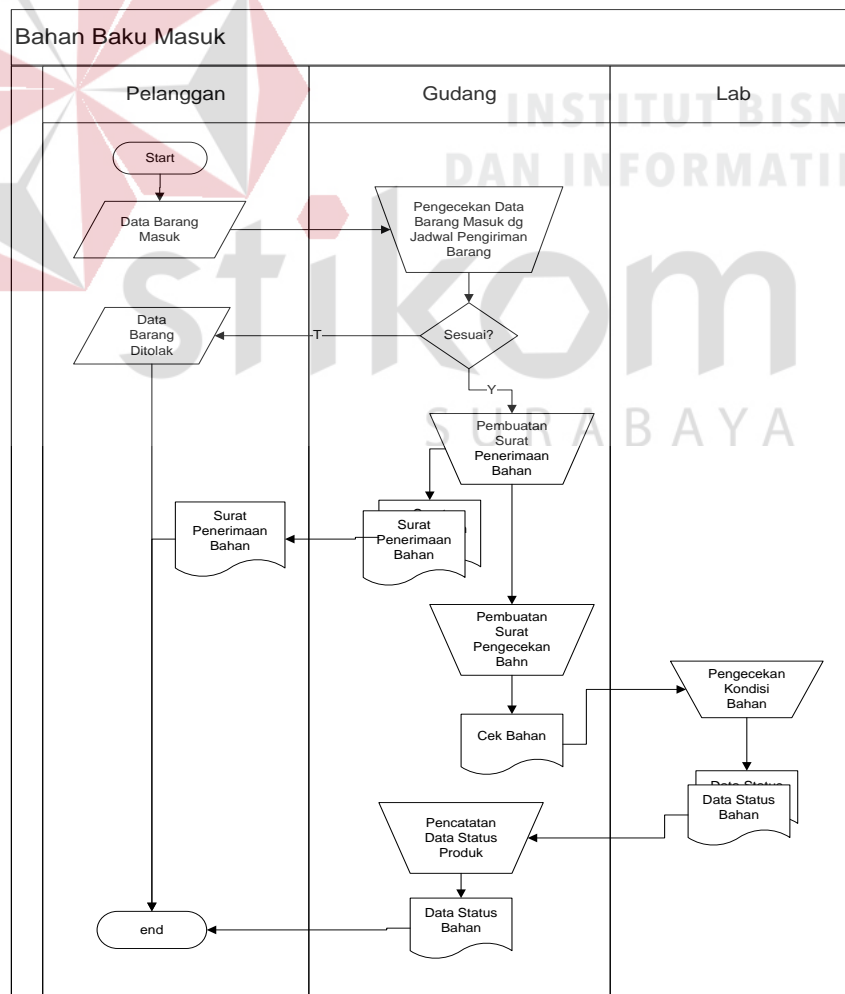 Bahan Baku Masuk
Pelanggan
Gudang
Lab
INSTITUT BISN
DAN INFORMATI
stikom
SURABAYA
Start
Data Barang
Masuk
Pengecekan Data
Barang Masuk dg
Jadwal Pengiriman
Barang
Data
Barang
Ditolak
T
Sesuai?
Y
Pembuatan
Surat
Penerimaan
Bahan
Surat
Penerimaan
Bahan
Surat
Penerimaan
Bahan
Pembuatan
Surat
Pengecekan
Bahn
Pengecekan
Kondisi
Bahan
Cek Bahan
Data Status
Data Status
Bahan
Pencatatan
Data Status
Produk
Data Status
Bahan
end